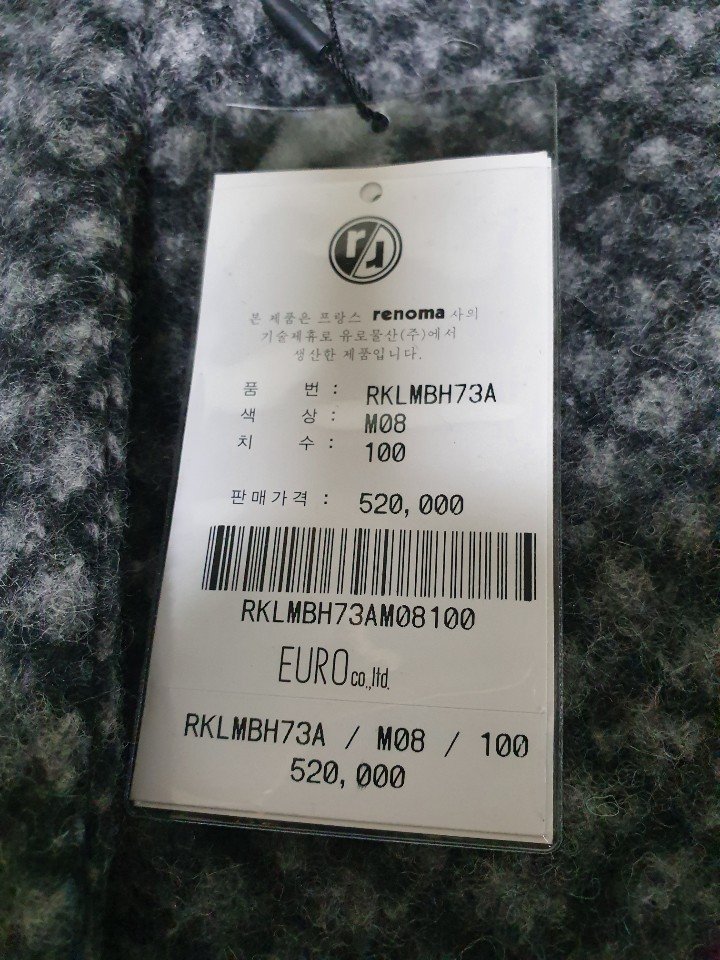 본 제품은 프랑스 renoma 사의
기술제휴로 유로물산(주)에서
생산한 제품입니다.
품 번 : RKLMBH73A
색 상 : M08
치 수 : 100
판매가격 : 520,000
RKLMBH73AM08100
EURO co.,ltd.
RKLMBH73A / M08 / 100
520,000